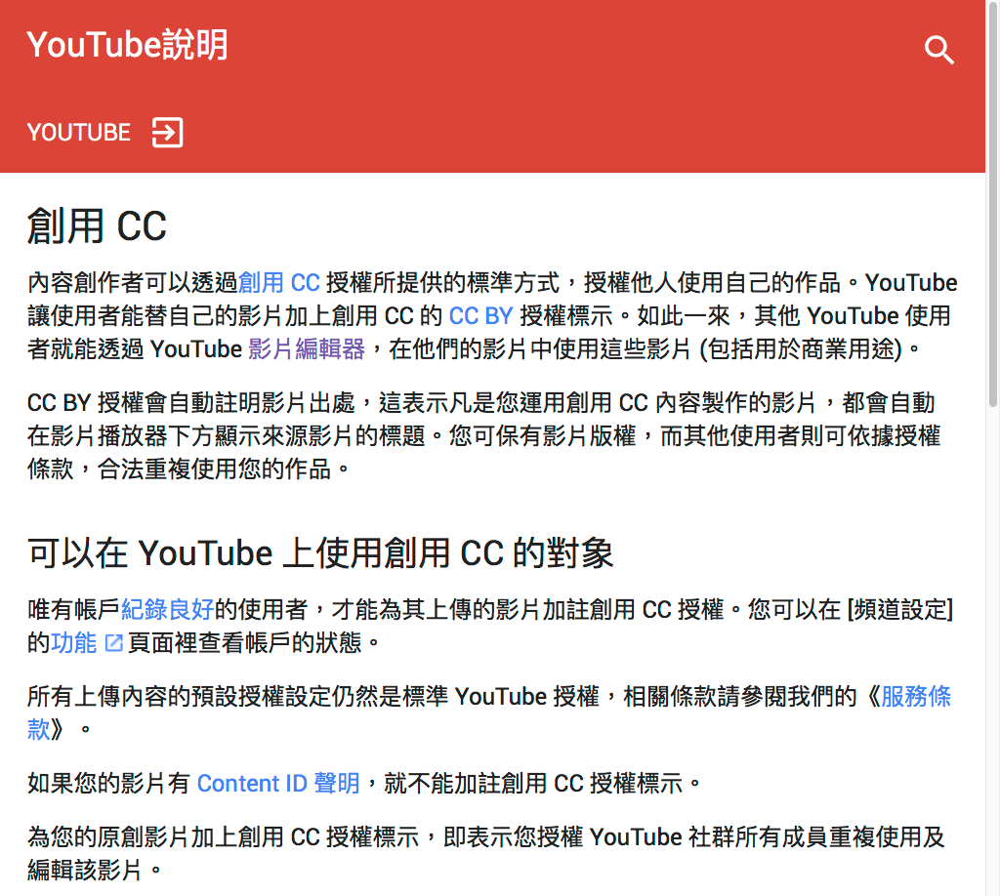 YouTube說明
YOUTUBE
創用 CC
內容創作者可以透過創用 CC 授權所提供的標準方式，授權他人使用自己的作品。YouTube
讓使用者能替自己的影片加上創用 CC 的 CC BY 授權標示。如此一來，其他 YouTube 使用
者就能透過 YouTube 影片編輯器，在他們的影片中使用這些影片 (包括用於商業用途)。
CC BY 授權會自動註明影片出處，這表示凡是您運用創用 CC 內容製作的影片，都會自動
在影片播放器下方顯示來源影片的標題。您可保有影片版權，而其他使用者則可依據授權
條款，合法重複使用您的作品。
可以在 YouTube 上使用創用 CC 的對象
唯有帳戶紀錄良好的使用者，才能為其上傳的影片加註創用 CC 授權。您可以在 [頻道設定]
的功能 頁面裡查看帳戶的狀態。
所有上傳內容的預設授權設定仍然是標準 YouTube 授權，相關條款請參閱我們的《服務條
款》。
如果您的影片有 Content ID 聲明，就不能加註創用 CC 授權標示。
為您的原創影片加上創用 CC 授權標示，即表示您授權 YouTube 社群所有成員重複使用及
編輯該影片。